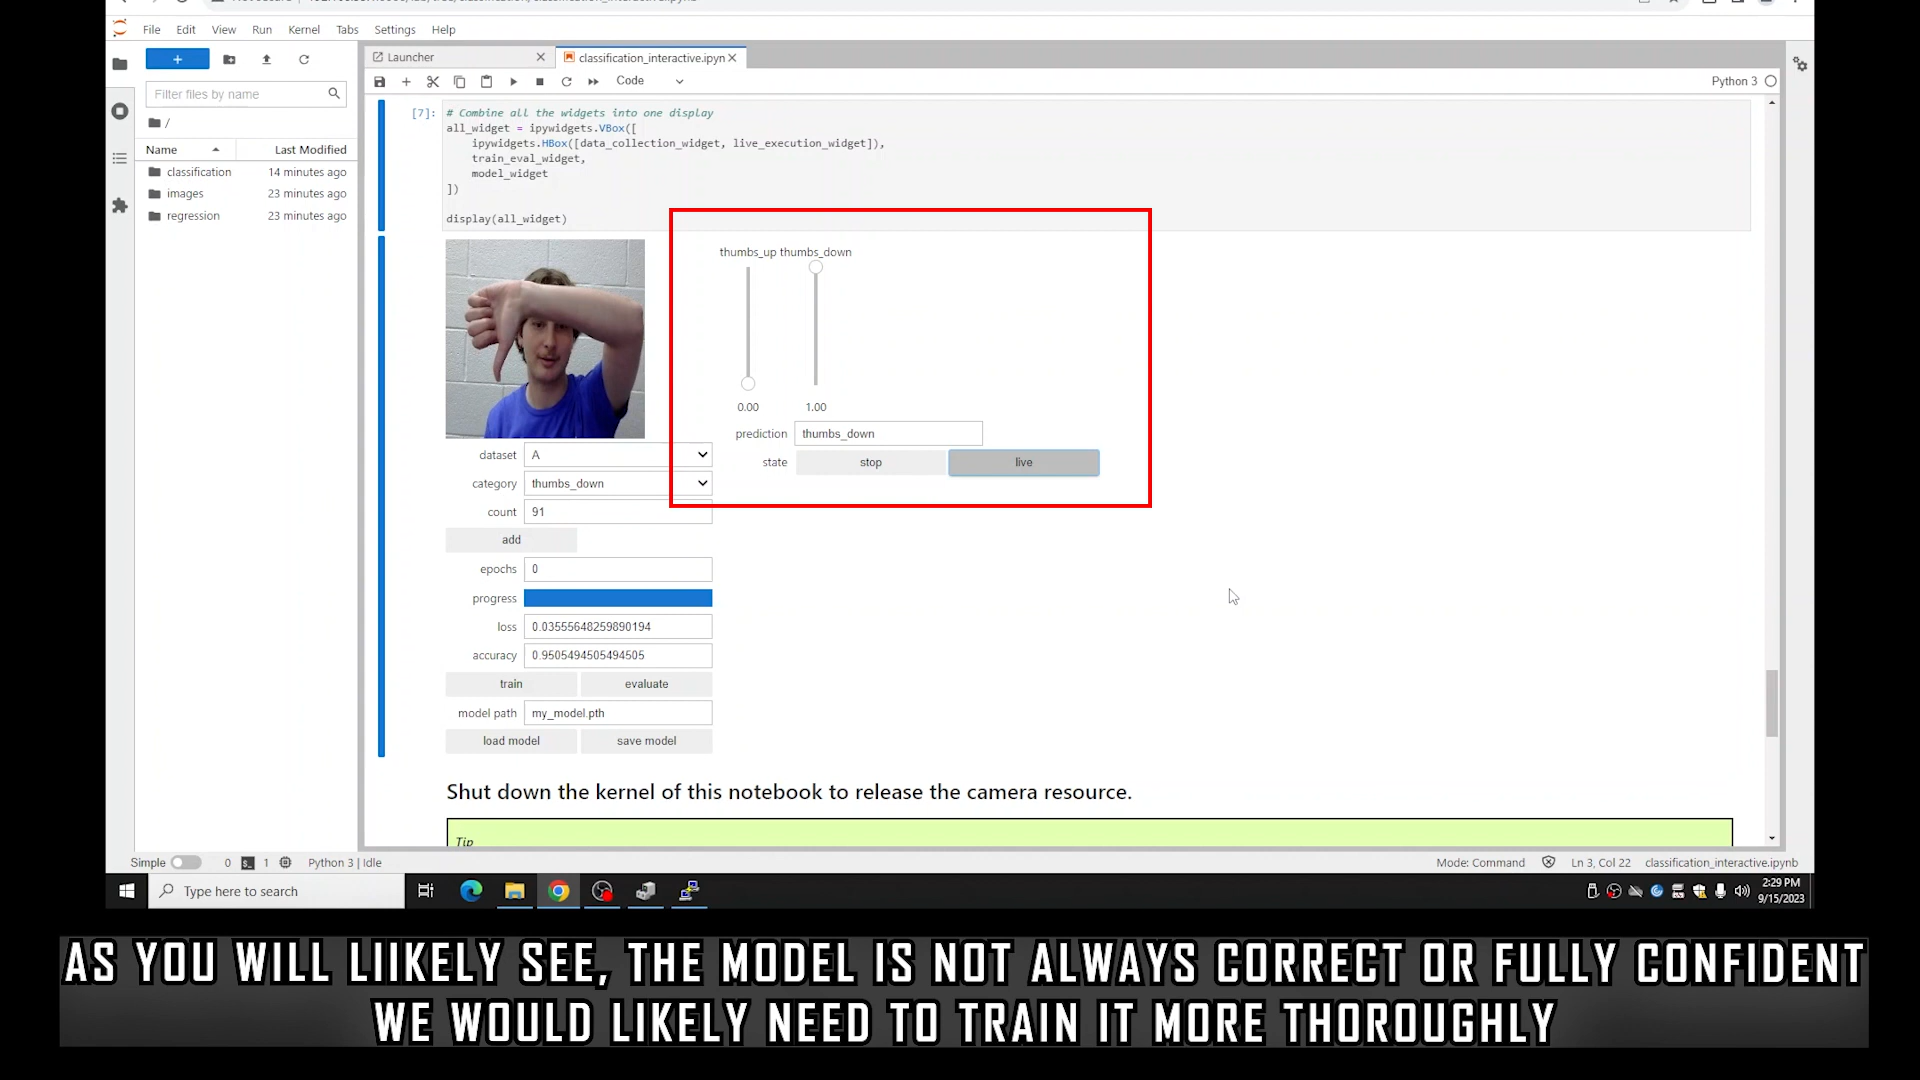 File Edit View Run Kernel Tabs Settings Help
Launcher
classification_interactive.ipyn
Code
Python 3
Filter files by name
/
Name Last Modified
classification 14 minutes ago
images 23 minutes ago
regression 23 minutes ago
[7]:
# Combine all the widgets into one display
all_widget = ipywidgets.VBox([
ipywidgets.HBox([data_collection_widget, live_execution_widget]),
train_eval_widget,
model_widget
])
display(all_widget)
thumbs_up thumbs_down
0.00 1.00
prediction thumbs_down
state stop live
dataset A
category thumbs_down
count 91
add
epochs 0
progress
loss 0.03555648259890194
accuracy 0.9505494505494505
train evaluate
model path my_model.pth
load model save model
Shut down the kernel of this notebook to release the camera resource.
Tip
Simple 0 1 Python 3 | Idle
Mode: Command Ln 3, Col 22 classification_interactive.ipynb
Type here to search
2:29 PM
9/15/2023
AS YOU WILL LIIKELY SEE, THE MODEL IS NOT ALWAYS CORRECT OR FULLY CONFIDENT
WE WOULD LIKELY NEED TO TRAIN IT MORE THOROUGHLY